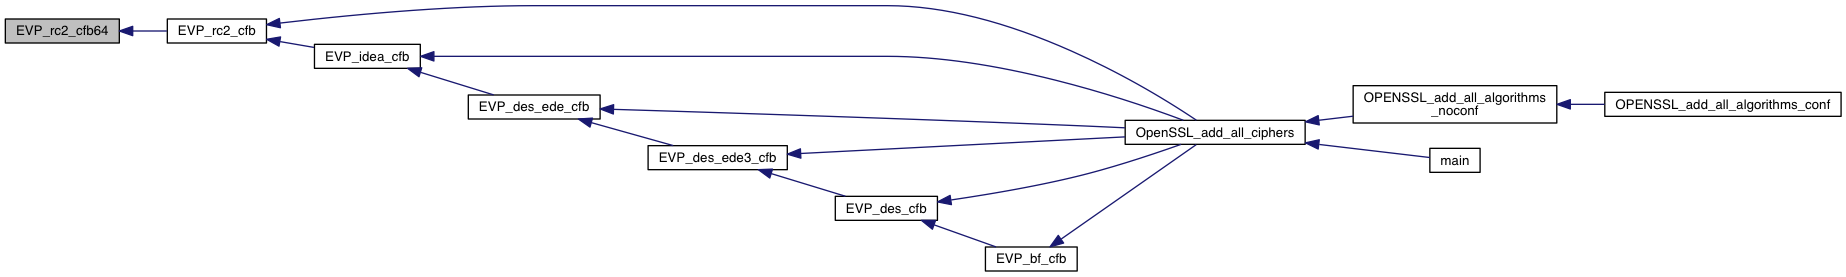 EVP_rc2_cfb64
EVP_rc2_cfb
EVP_idea_cfb
EVP_des_ede_cfb
EVP_des_ede3_cfb
EVP_des_cfb
EVP_bf_cfb
OpenSSL_add_all_ciphers
OPENSSL_add_all_algorithms
_noconf
main
OPENSSL_add_all_algorithms_conf